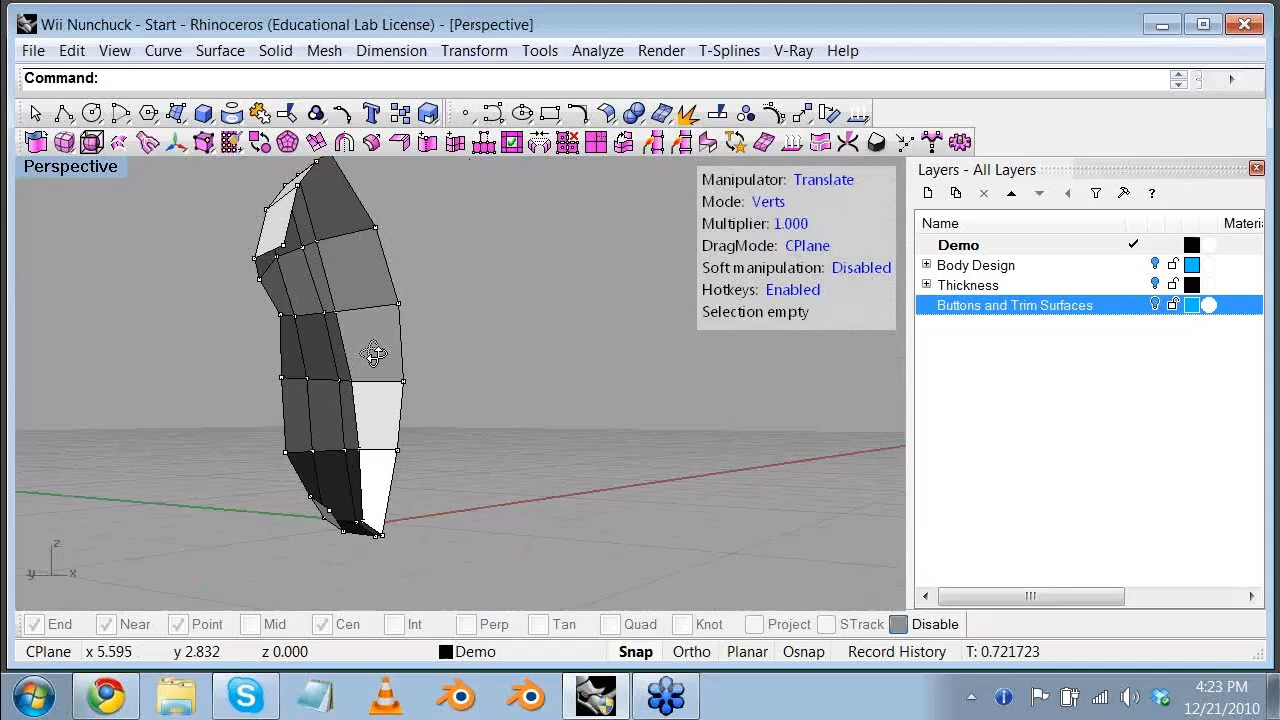 Wii Nunchuck - Start - Rhinoceros (Educational Lab License) - [Perspective]
File Edit View Curve Surface Solid Mesh Dimension Transform Tools Analyze Render T-Splines V-Ray Help
Command:
Perspective
Manipulator: Translate
Mode: Verts
Multiplier: 1.000
DragMode: CPlane
Soft manipulation: Disabled
Hotkeys: Enabled
Selection empty
z
y x
Layers - All Layers
Name Materi
Demo
Body Design
Thickness
Buttons and Trim Surfaces
End Near Point Mid Cen Int Perp Tan Quad Knot Project STrack Disable
CPlane x 5.595 y 2.832 z 0.000 Demo Snap Ortho Planar Osnap Record History T: 0.721723
4:23 PM
12/21/2010